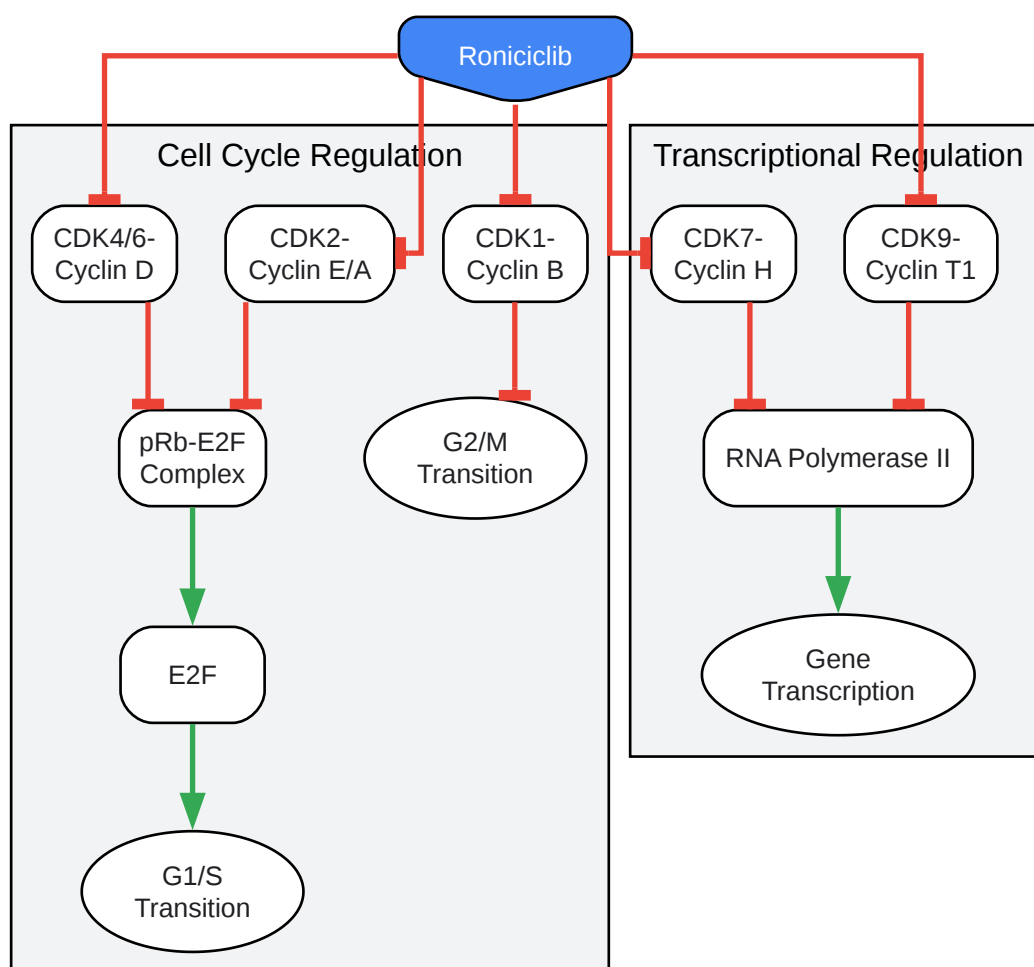 Roniciclib
Cell Cycle Regulation
Transcriptional Regulation
CDK4/6-
Cyclin D
CDK2-
Cyclin E/A
CDK1-
Cyclin B
CDK7-
Cyclin H
CDK9-
Cyclin T1
pRb-E2F
Complex
G2/M
Transition
RNA Polymerase II
E2F
Gene
Transcription
G1/S
Transition